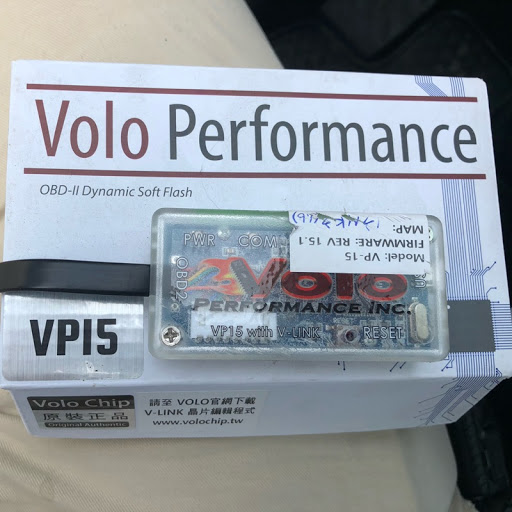 Volo Performance
OBD-II Dynamic Soft Flash
Model: VP-15
FIRMWARE REV 15.1
MAP:
PWR COM
OBD2
Volo
PERFORMANCE INC.
VP15 with V-LINK RESET
VP15
Volo Chip
原裝正品
Original Authentic
請至 VOLO官網下載
V-LINK 晶片編輯程式
www.volochip.tw